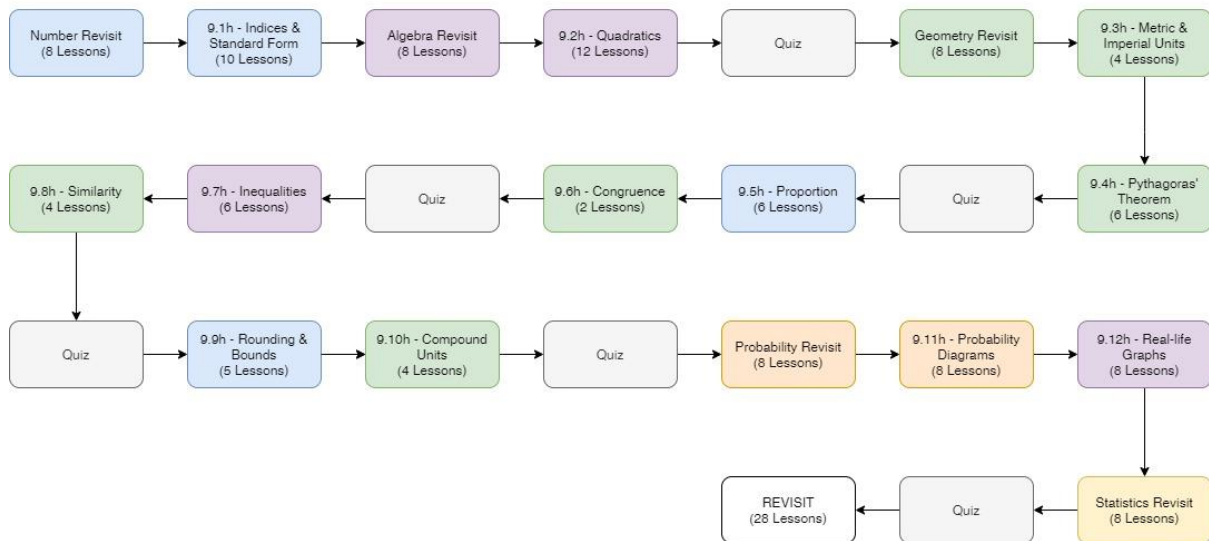 Number Revisit
(8 Lessons)
9.1h - Indices &
Standard Form
(10 Lessons)
Algebra Revisit
(8 Lessons)
9.2h - Quadratics
(12 Lessons)
Quiz
Geometry Revisit
(8 Lessons)
9.3h - Metric &
Imperial Units
(4 Lessons)
9.4h - Pythagoras'
Theorem
(6 Lessons)
Quiz
9.5h - Proportion
(6 Lessons)
9.6h - Congruence
(2 Lessons)
Quiz
9.7h - Inequalities
(6 Lessons)
9.8h - Similarity
(4 Lessons)
Quiz
9.9h - Rounding &
Bounds
(5 Lessons)
9.10h - Compound
Units
(4 Lessons)
Quiz
Probability Revisit
(8 Lessons)
9.11h - Probability
Diagrams
(8 Lessons)
9.12h - Real-life
Graphs
(8 Lessons)
Statistics Revisit
(8 Lessons)
Quiz
REVISIT
(28 Lessons)